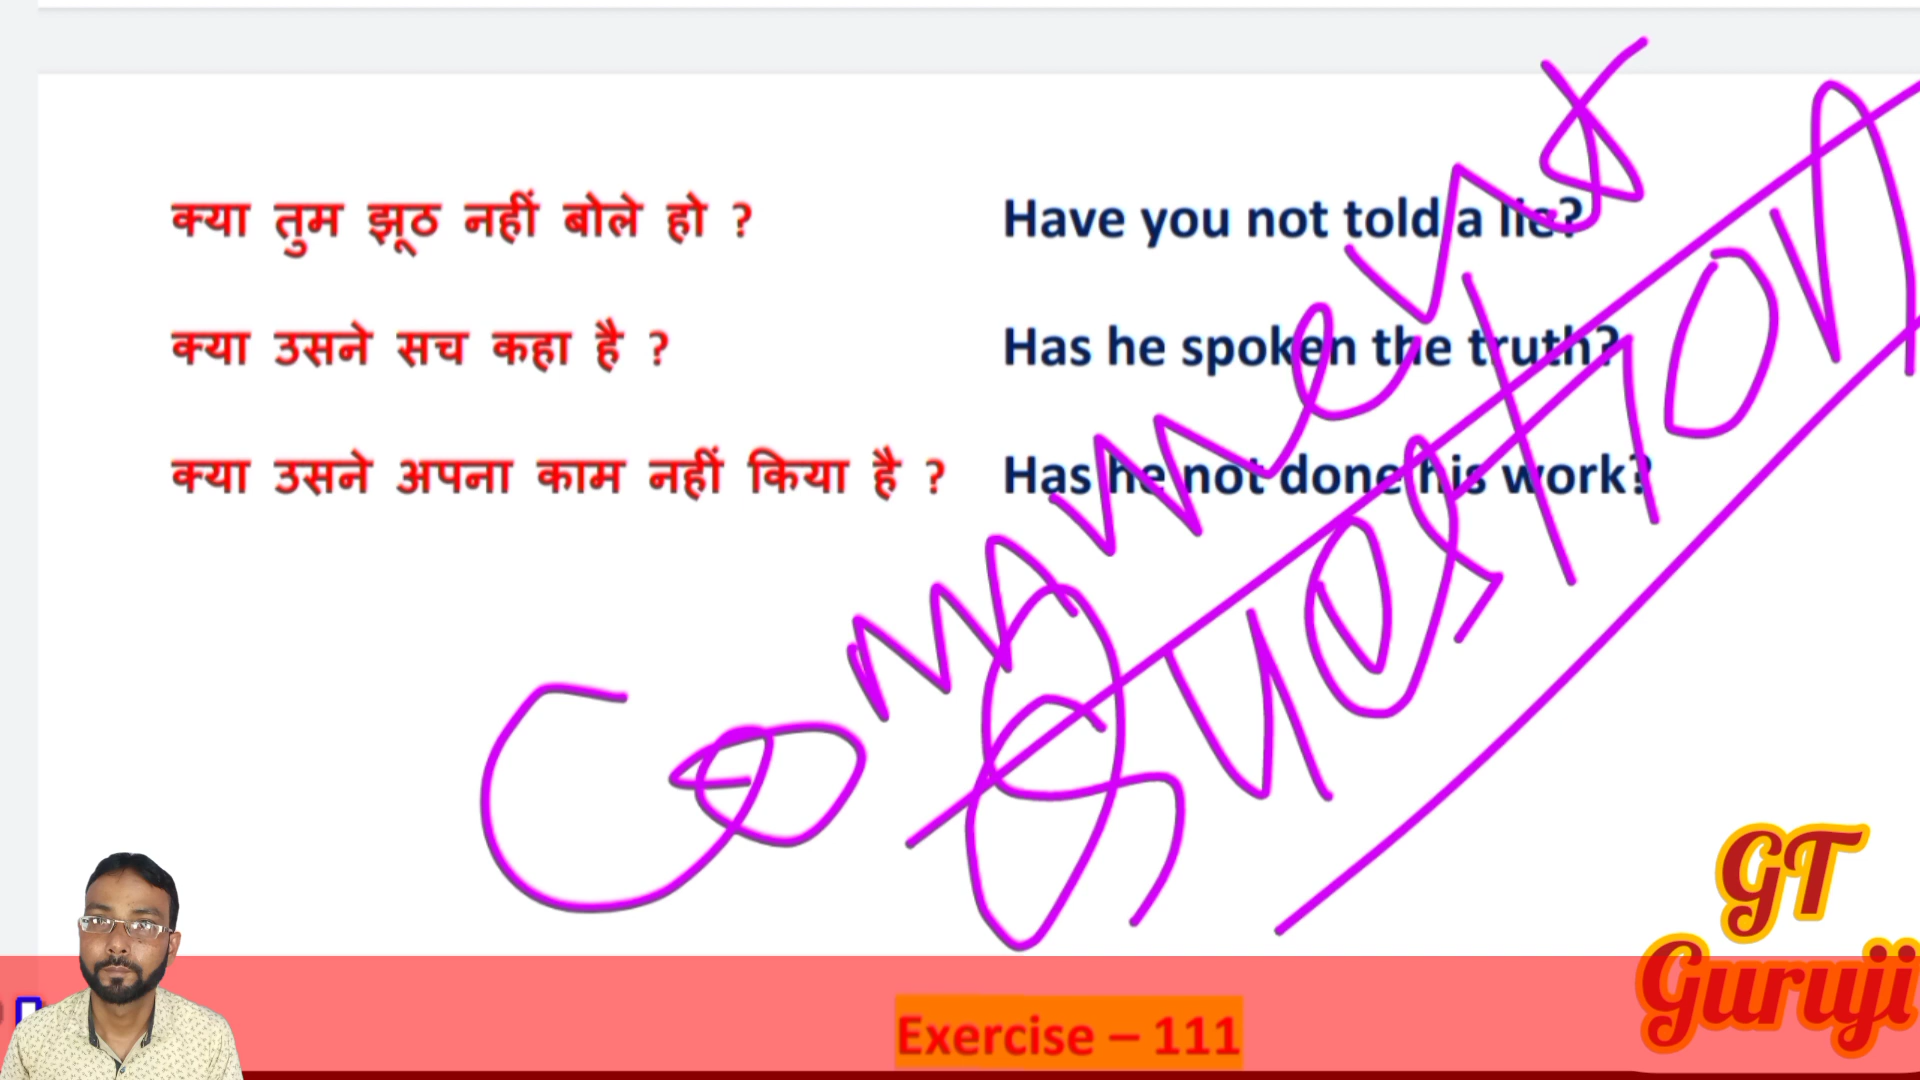 क्या तुम झूठ नहीं बोले हो ? Have you not told a lie?
क्या उसने सच कहा है ? Has he spoken the truth?
क्या उसने अपना काम नहीं किया है ? Has he not done his work?
Comment
Question
GT
Guruji
Exercise – 111